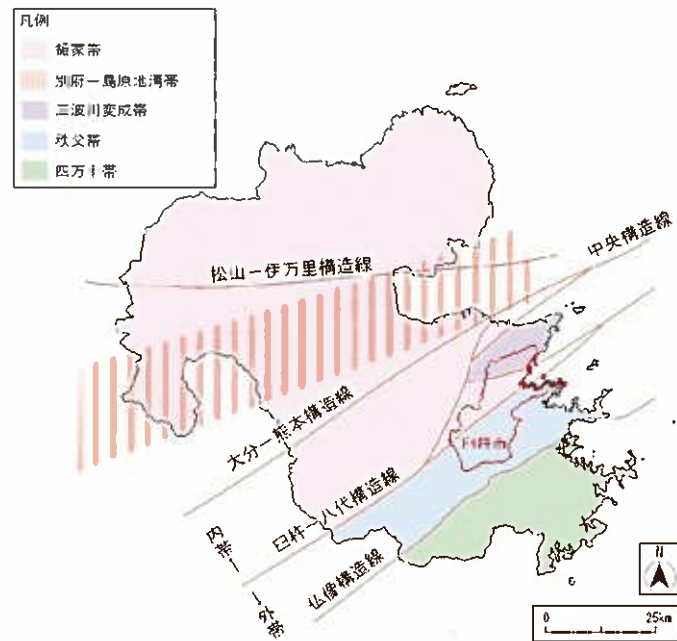 凡例
領家帯
別府－島原地溝帯
三波川変成帯
秩父帯
四万十帯
松山－伊万里構造線
中央構造線
大分－熊本構造線
臼杵市
臼杵－八代構造線
仏像構造線
内帯
外帯
N
0 25km